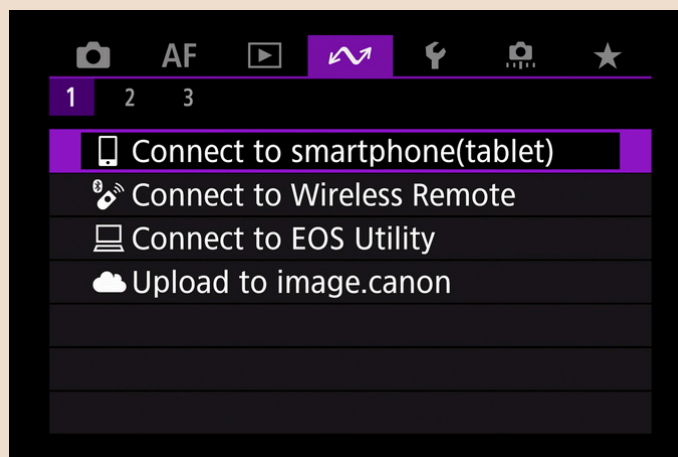 AF
1 2 3
Connect to smartphone(tablet)
Connect to Wireless Remote
Connect to EOS Utility
Upload to image.canon